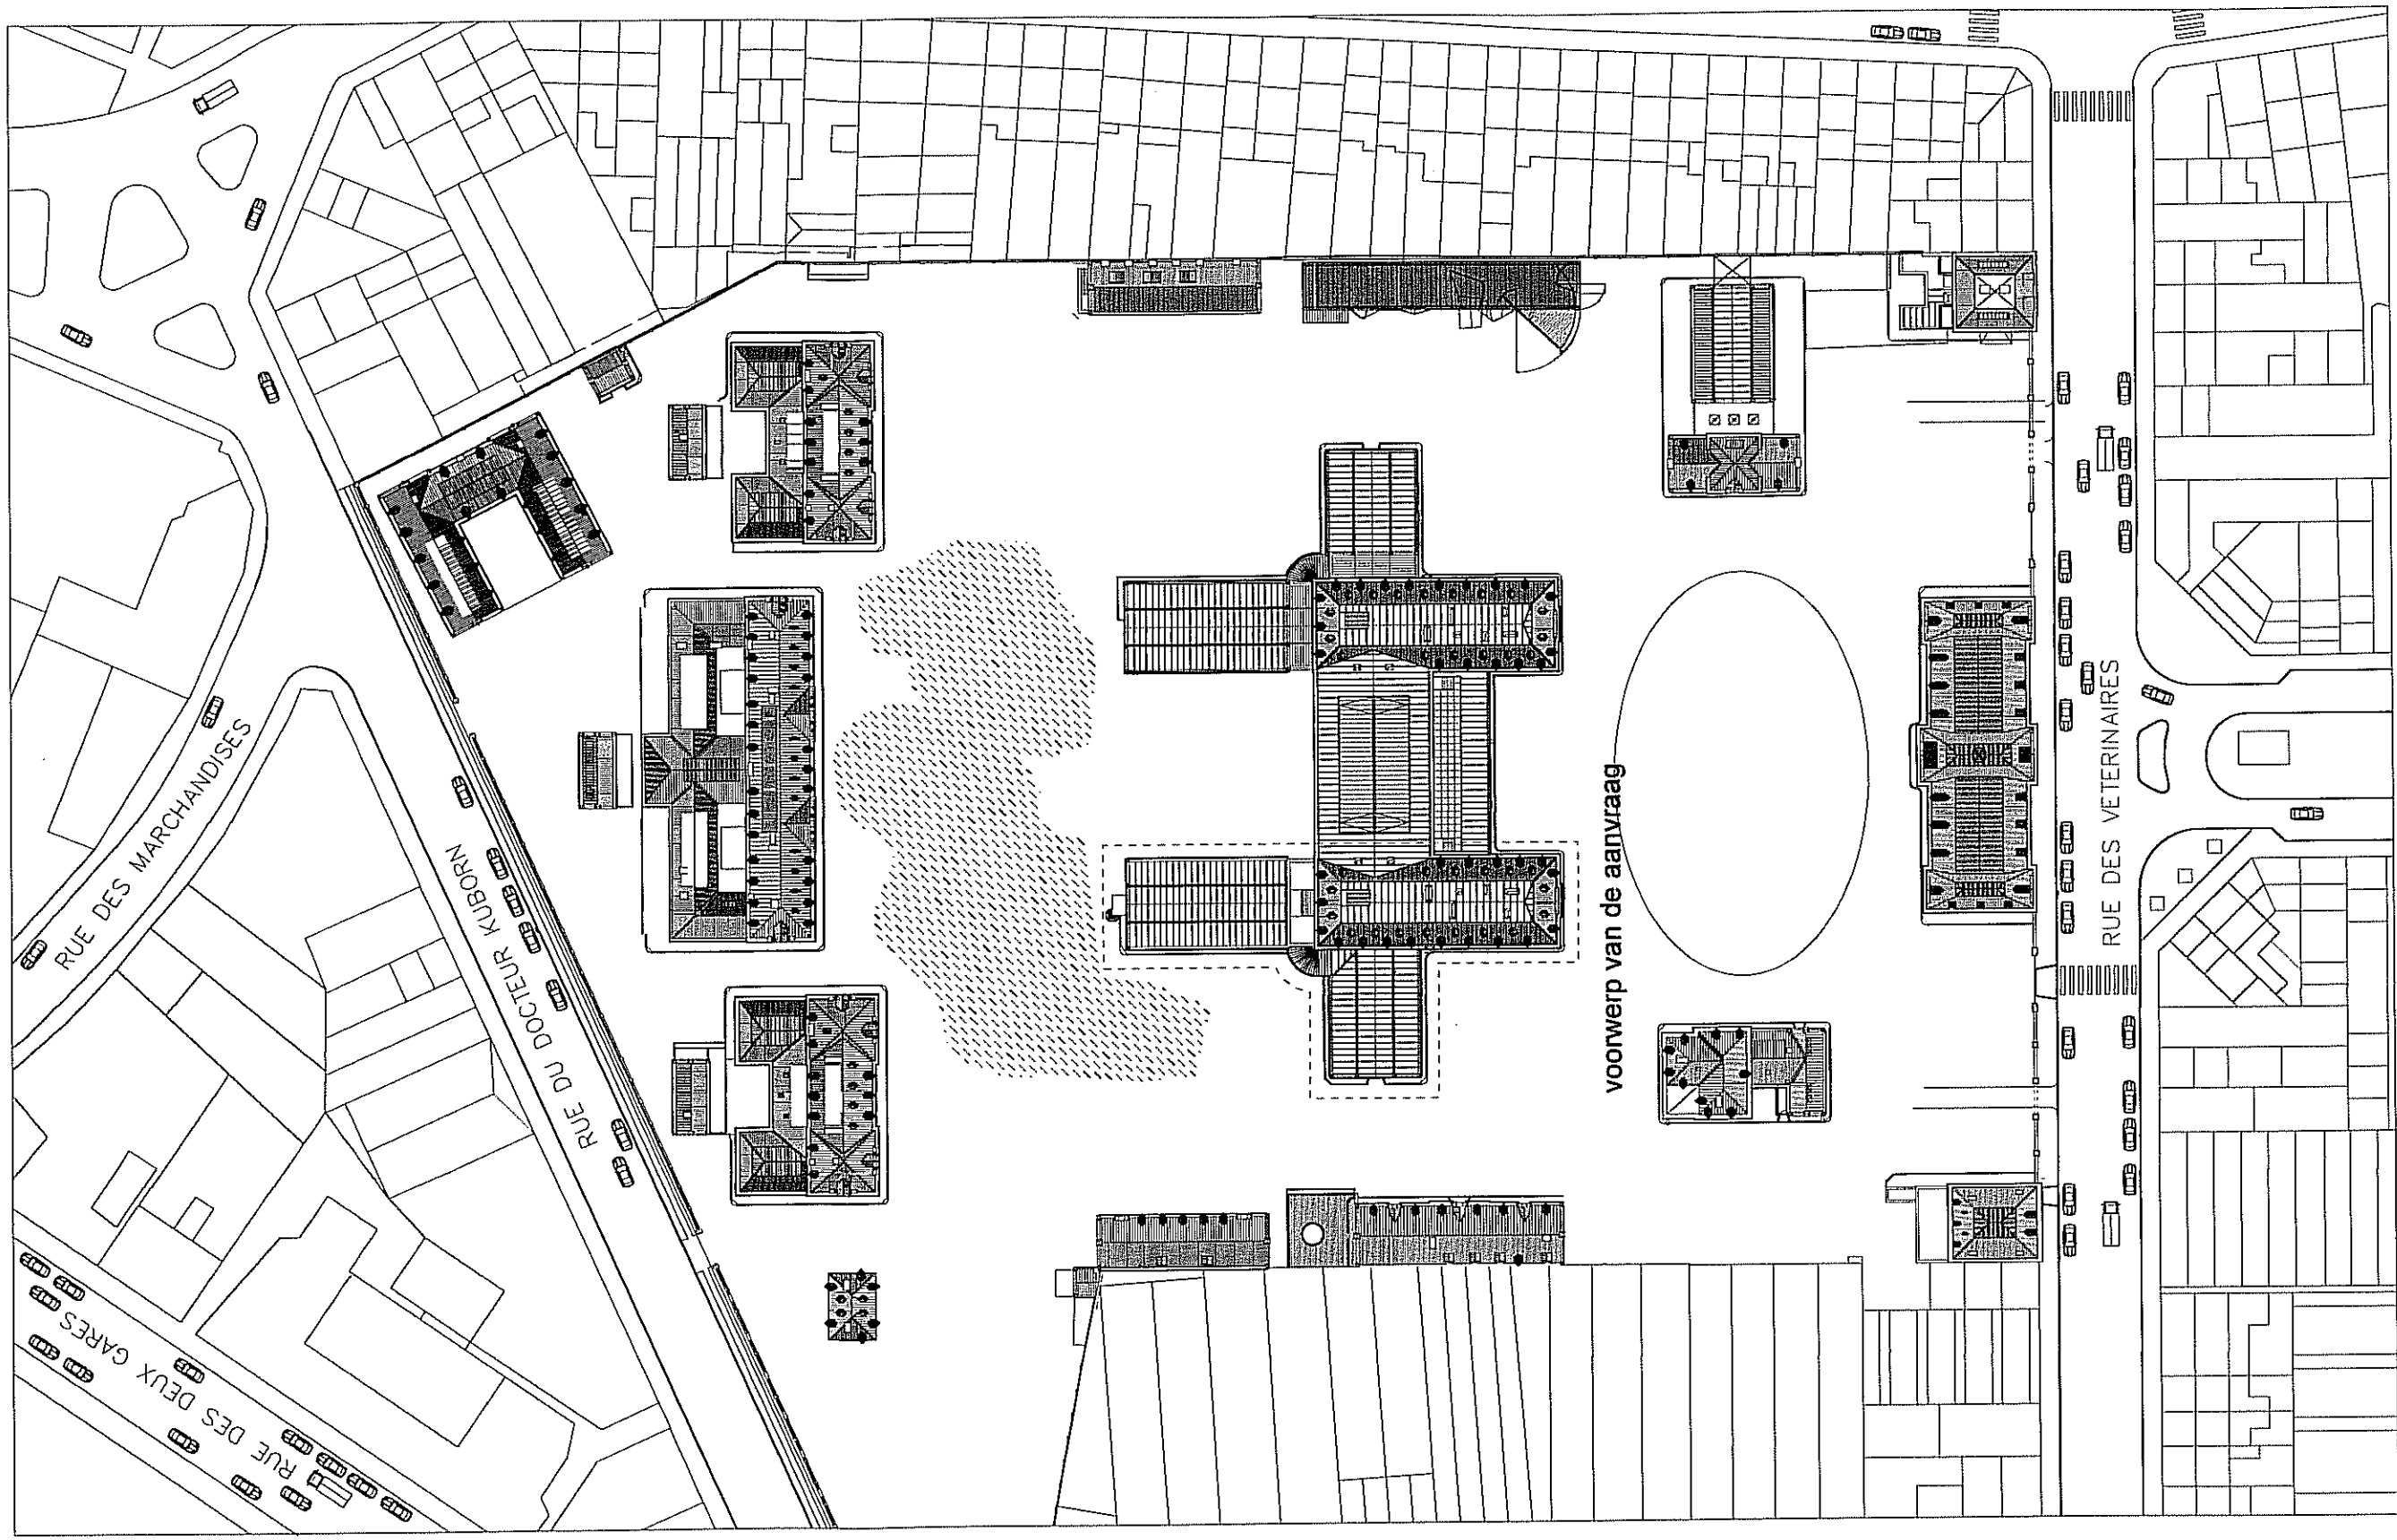 RUE DES MARCHANDISES
RUE DU DOCTEUR KUBORN
RUE DES DEUX GARES
voorwerp van de aanvraag
RUE DES VETERINAIRES